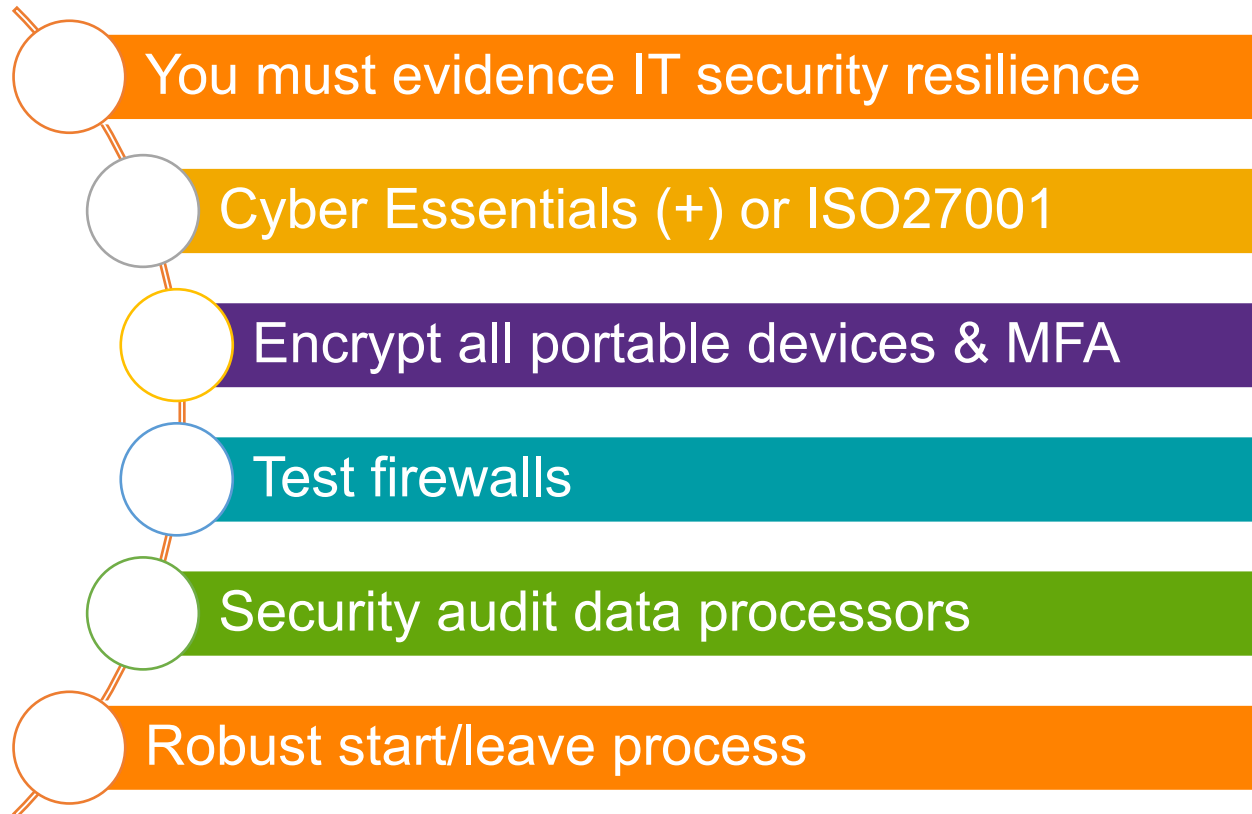 You must evidence IT security resilience
Cyber Essentials (+) or ISO27001
Encrypt all portable devices & MFA
Test firewalls
Security audit data processors
Robust start/leave process